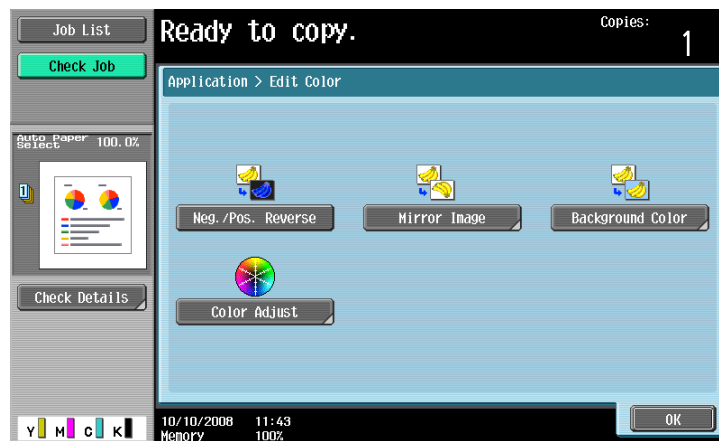 Job List
Ready to copy.
Copies:
1
Check Job
Application > Edit Color
Auto Paper
Select
100.0%
1
Neg./Pos. Reverse
Mirror Image
Background Color
Check Details
Color Adjust
OK
Y M C K
10/10/2008 11:43
Memory 100%